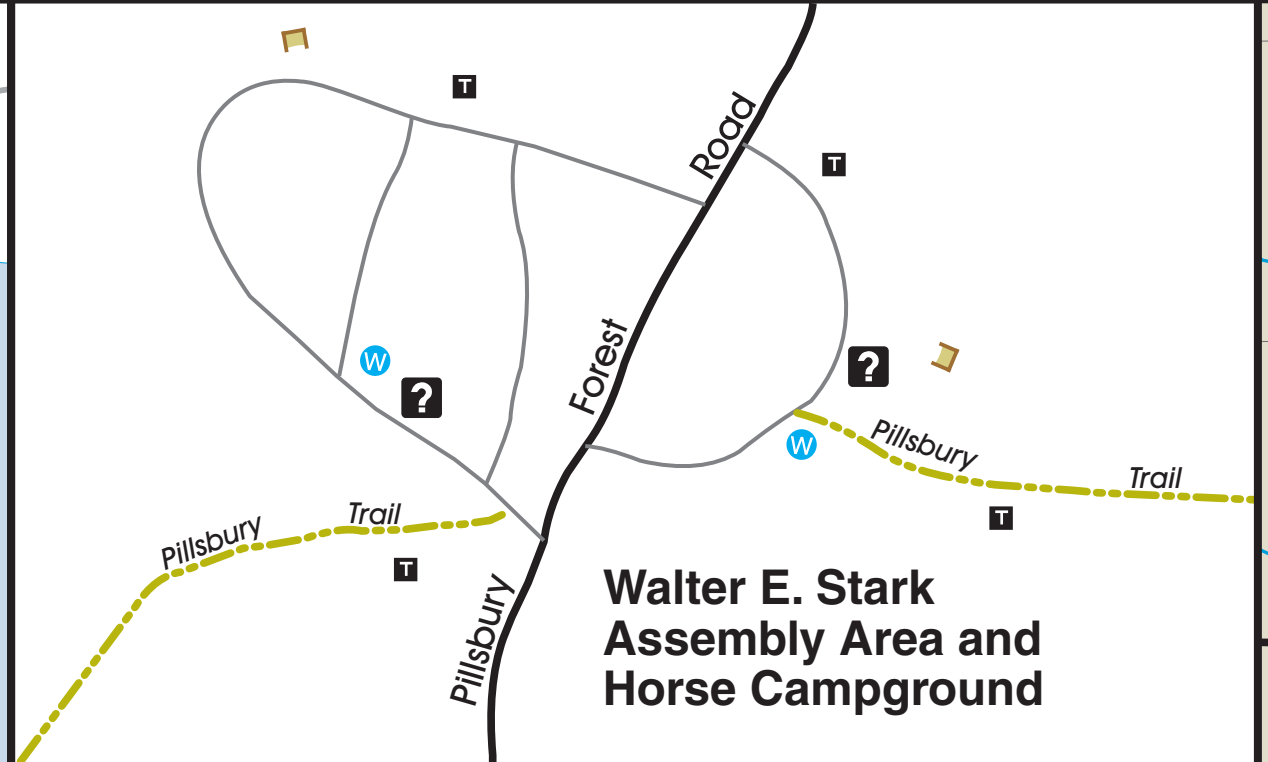 T
Road
T
Forest
W
?
?
W
Pillsbury
Trail
Pillsbury
Trail
T
T
Pillsbury
Walter E. Stark
Assembly Area and
Horse Campground